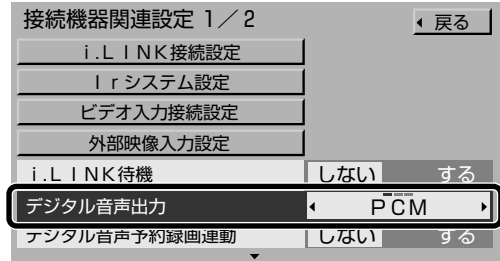 接続機器関連設定 1／2
戻る
i.LINK接続設定
Irシステム設定
ビデオ入力接続設定
外部映像入力設定
i.LINK待機 しない する
デジタル音声出力 PCM
デジタル音声予約録画連動 しない する